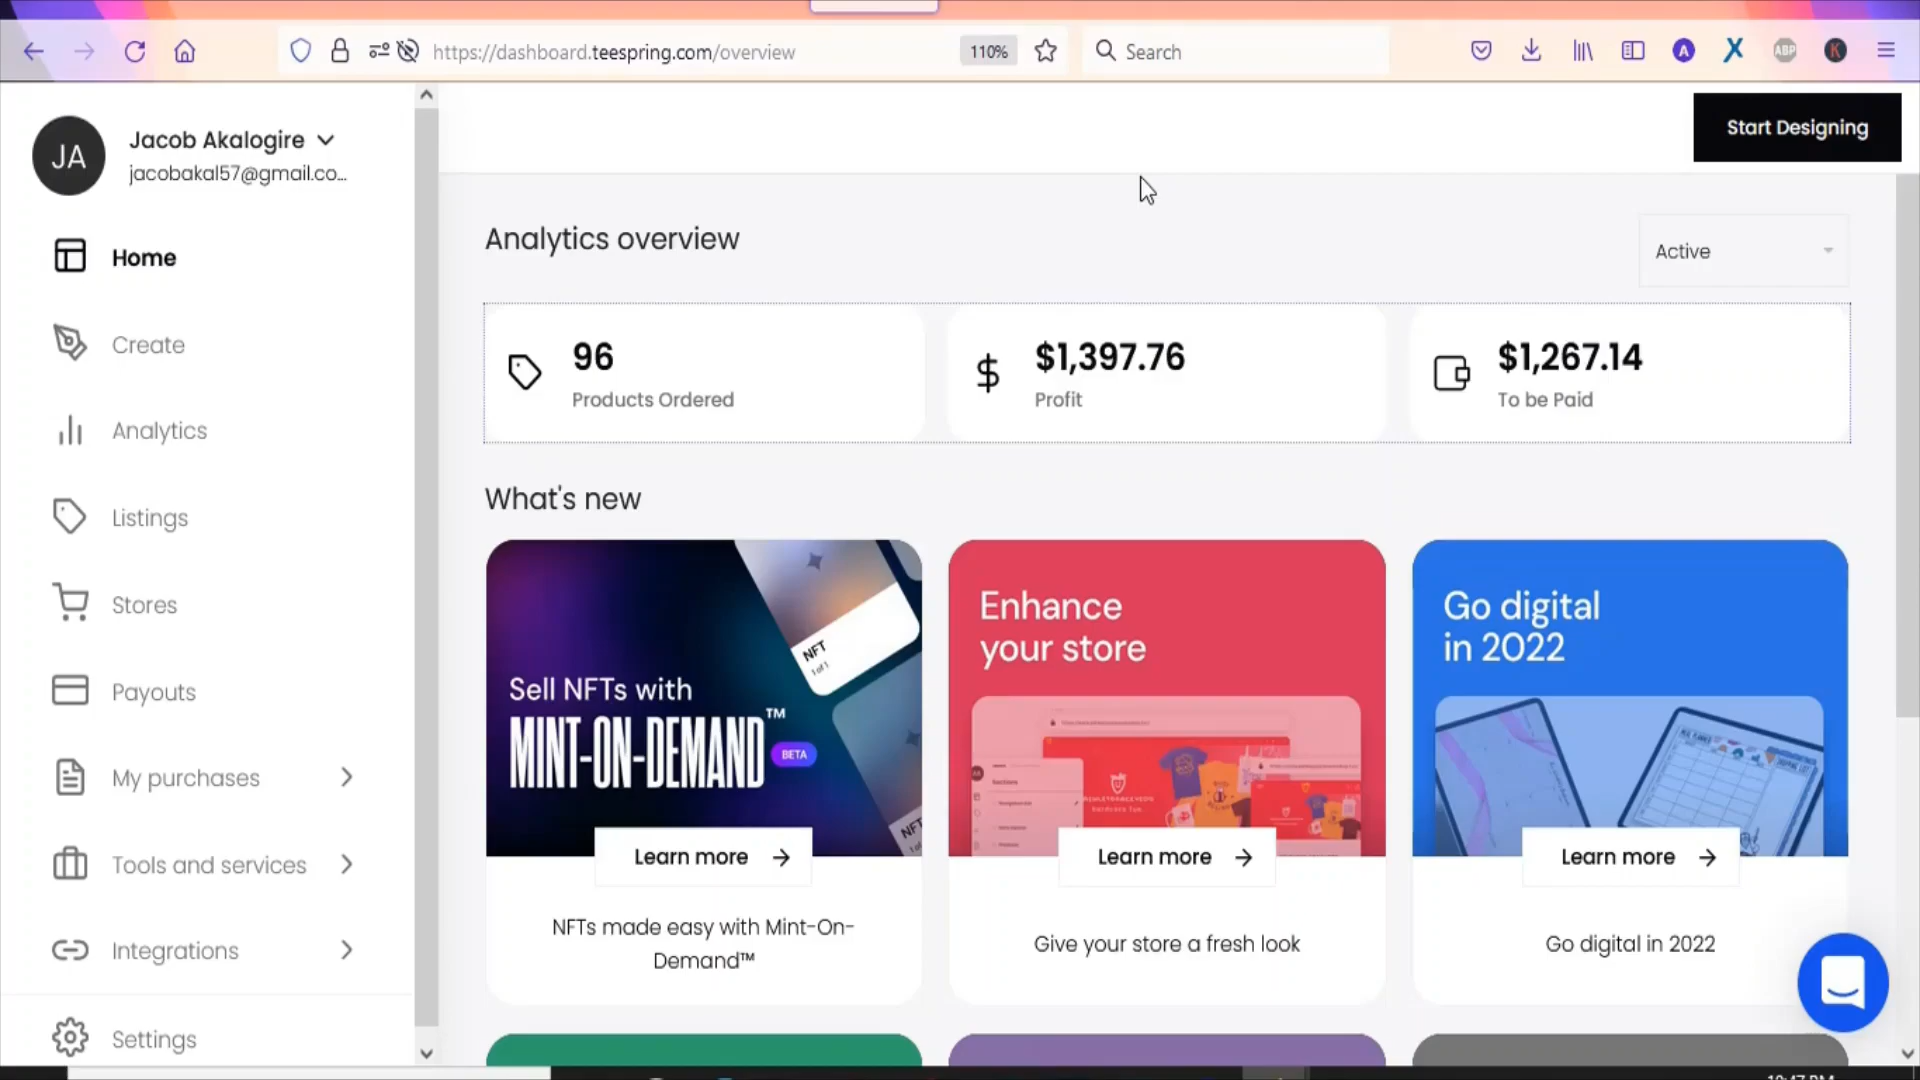 https://dashboard.teespring.com/overview
110%
Search
A
ABP
K
JA
Jacob Akalogire
jacobakal57@gmail.co...
Start Designing
Home
Create
Analytics
Listings
Stores
Payouts
My purchases
Tools and services
Integrations
Settings
Analytics overview
Active
96
Products Ordered
$1,397.76
Profit
$1,267.14
To be Paid
What's new
NFT
1 of 1
Sell NFTs with
MINT-ON-DEMAND™
BETA
Learn more
NFTs made easy with Mint-On-
Demand™
Enhance
your store
Learn more
Give your store a fresh look
Go digital
in 2022
Learn more
Go digital in 2022